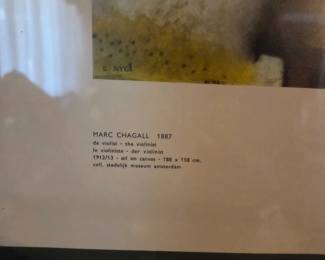 MARC CHAGALL 1887
de violist - the violinist
le violiniste - der violinist
1912/13 - oil on canvas - 188 x 158 cm.
coll. stedelijk museum amsterdam